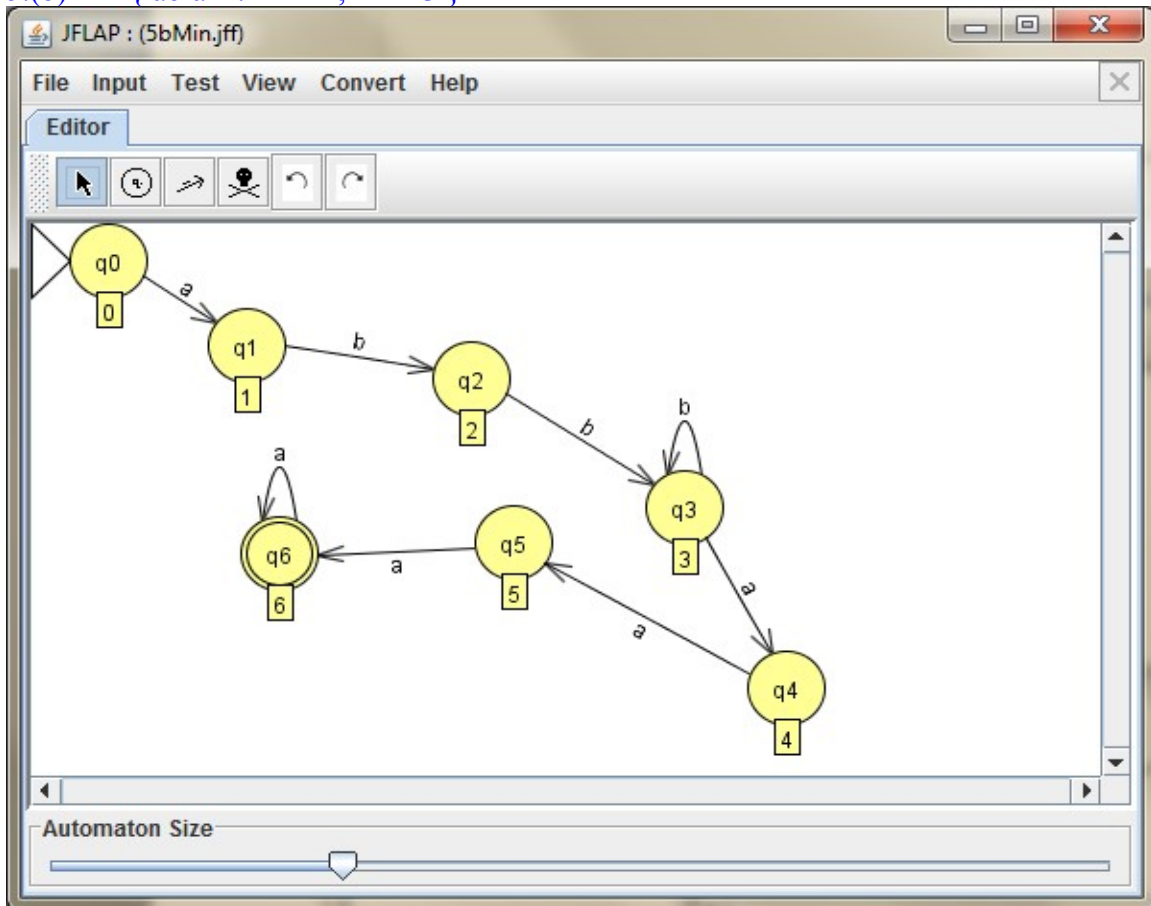 JFLAP : (5bMin.jff)
File Input Test View Convert Help
Editor
q0
0
a
q1
1
b
q2
2
b
b
q3
3
a
a
q6
6
a
q5
5
a
q4
4
Automaton Size